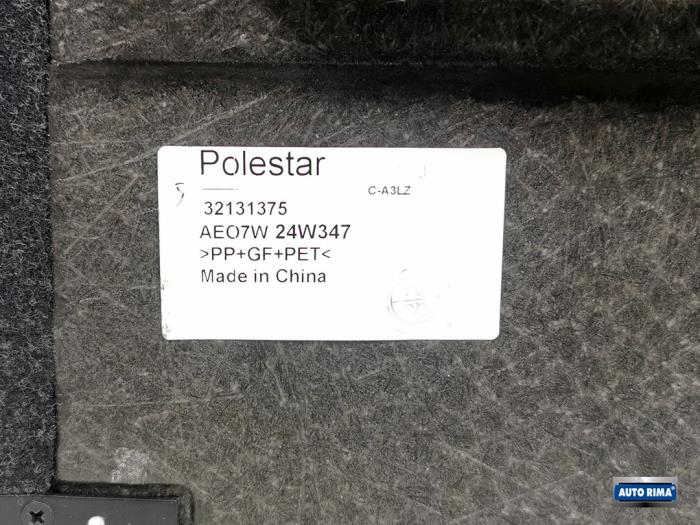 Polestar
C-A3LZ
32131375
AEO7W 24W347
>PP+GF+PET<
Made in China
AUTO RIMA